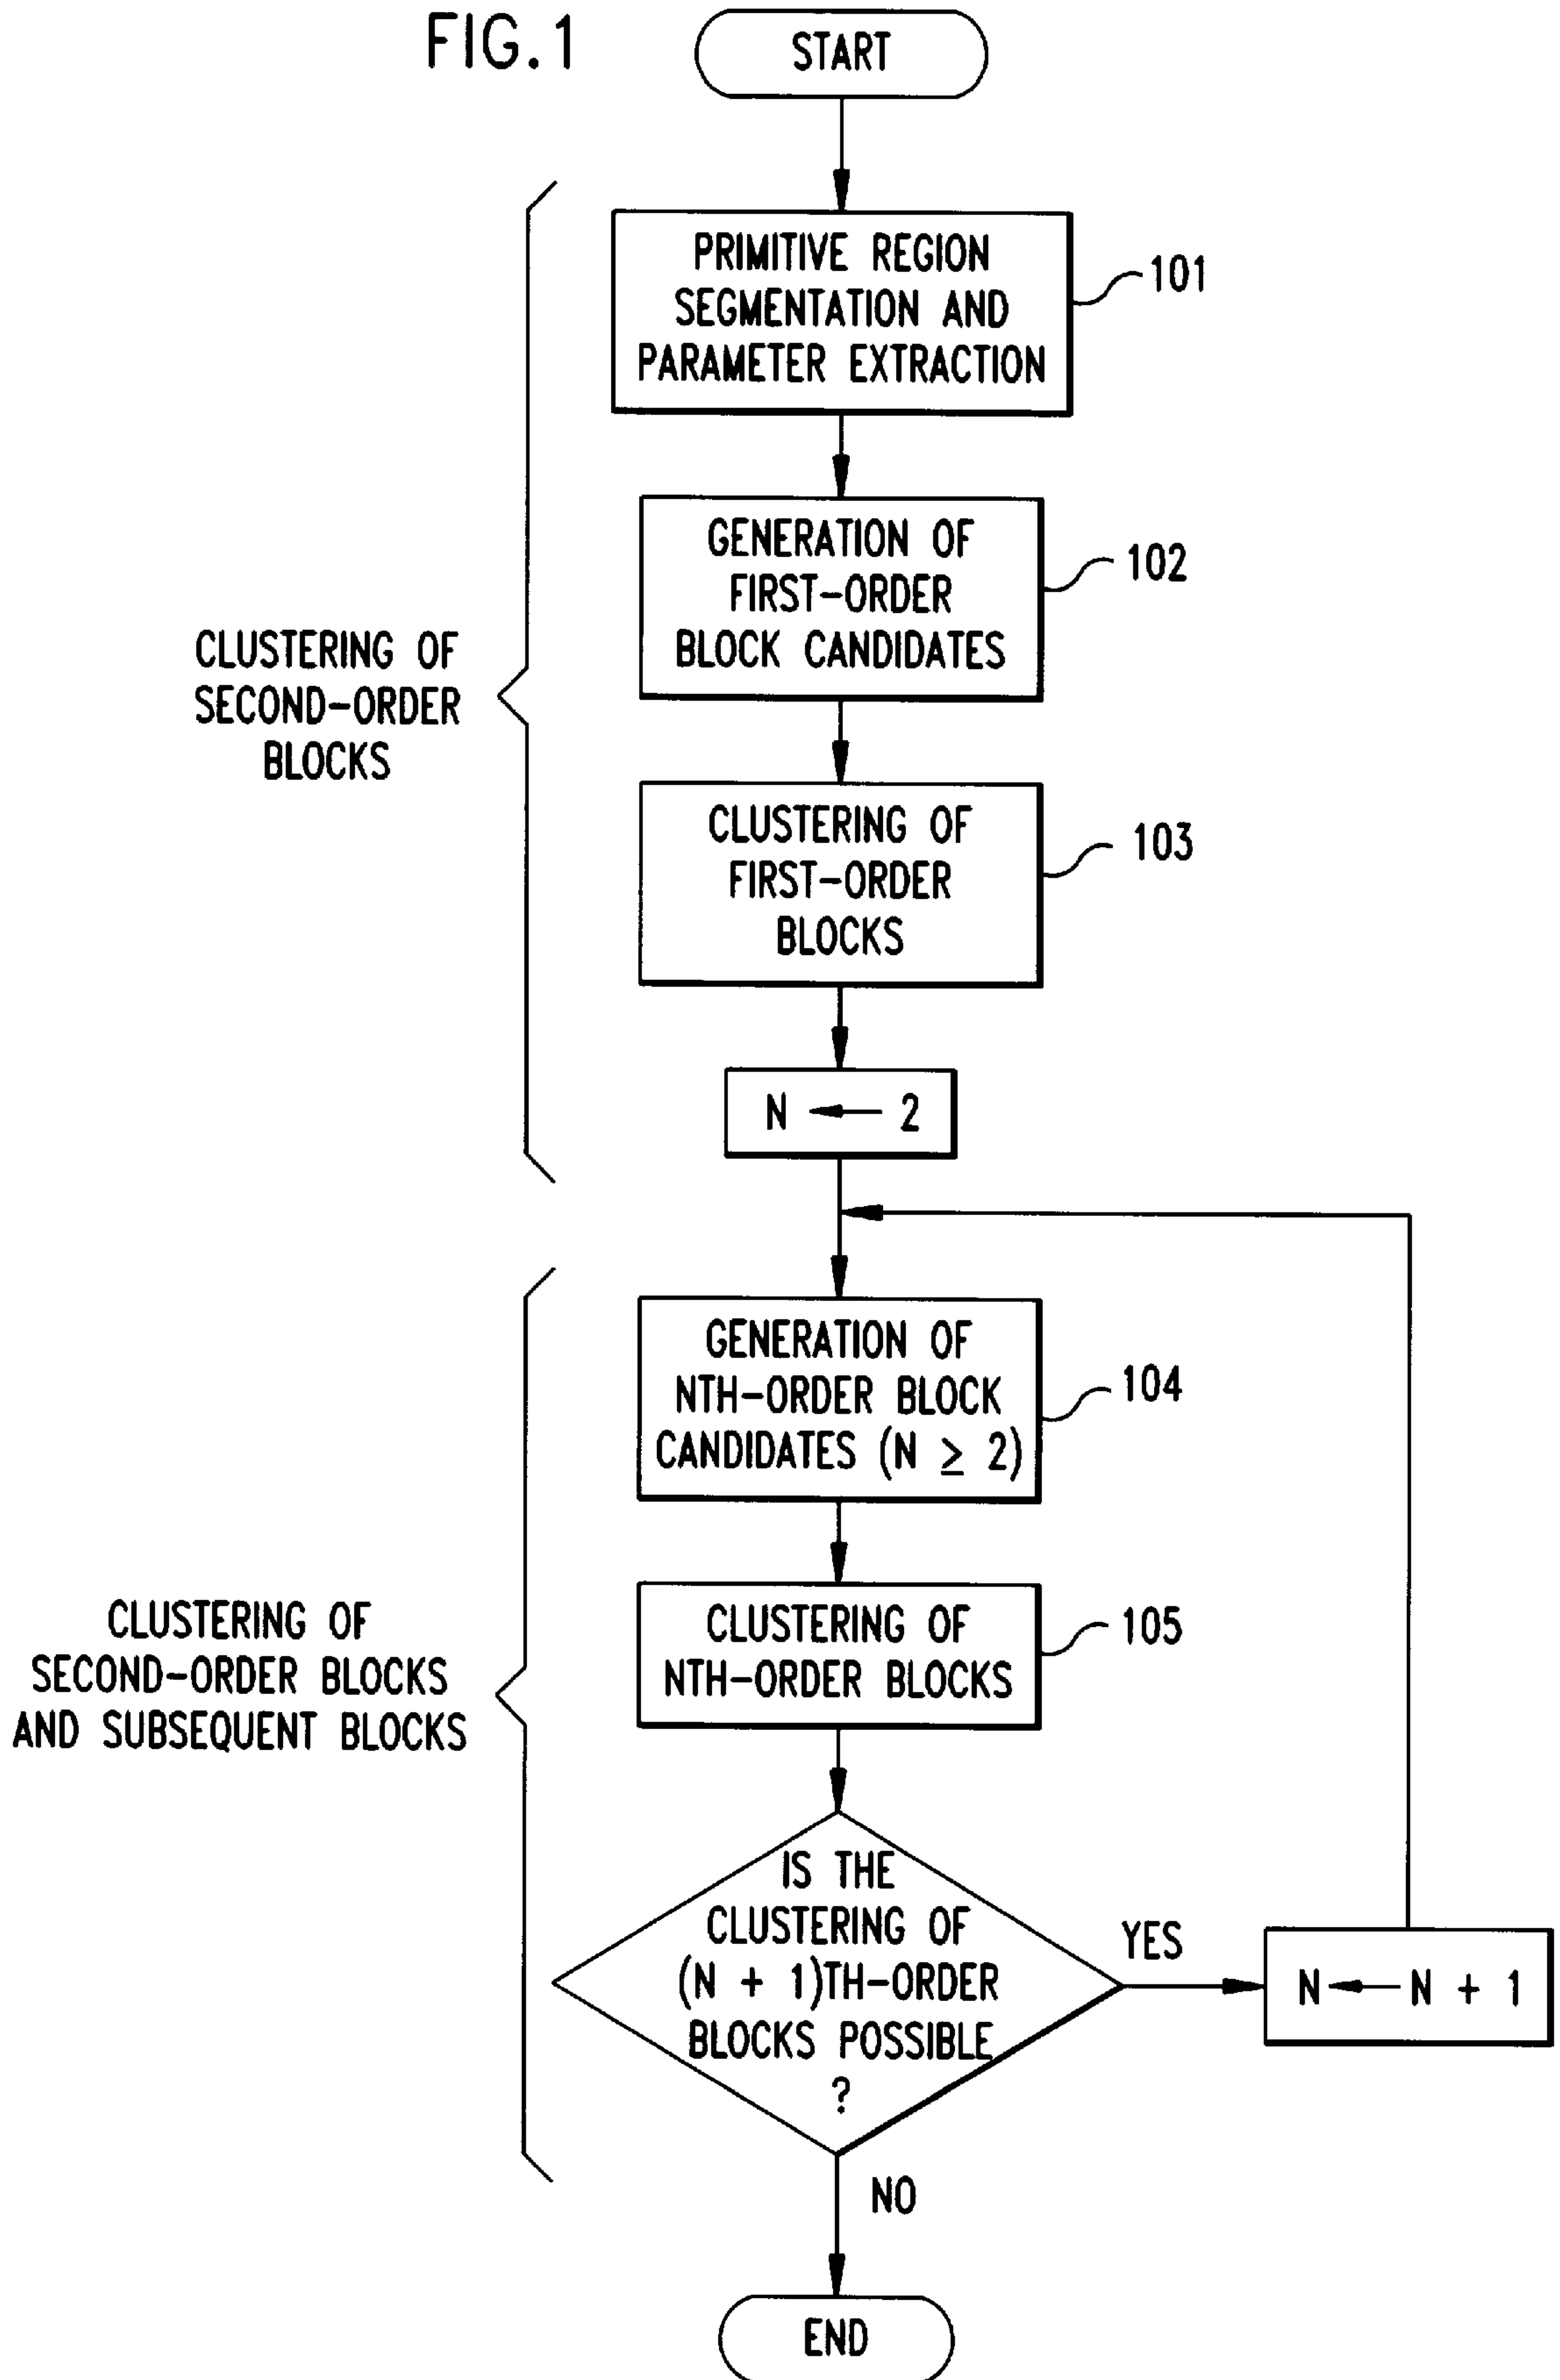 FIG.1
START
PRIMITIVE REGION
SEGMENTATION AND
PARAMETER EXTRACTION
101
GENERATION OF
FIRST-ORDER
BLOCK CANDIDATES
102
CLUSTERING OF
SECOND-ORDER
BLOCKS
CLUSTERING OF
FIRST-ORDER
BLOCKS
103
N ← 2
GENERATION OF
NTH-ORDER BLOCK
CANDIDATES (N ≥ 2)
104
CLUSTERING OF
SECOND-ORDER BLOCKS
AND SUBSEQUENT BLOCKS
CLUSTERING OF
NTH-ORDER BLOCKS
105
IS THE
CLUSTERING OF
(N + 1)TH-ORDER
BLOCKS POSSIBLE
?
YES
N ← N + 1
NO
END